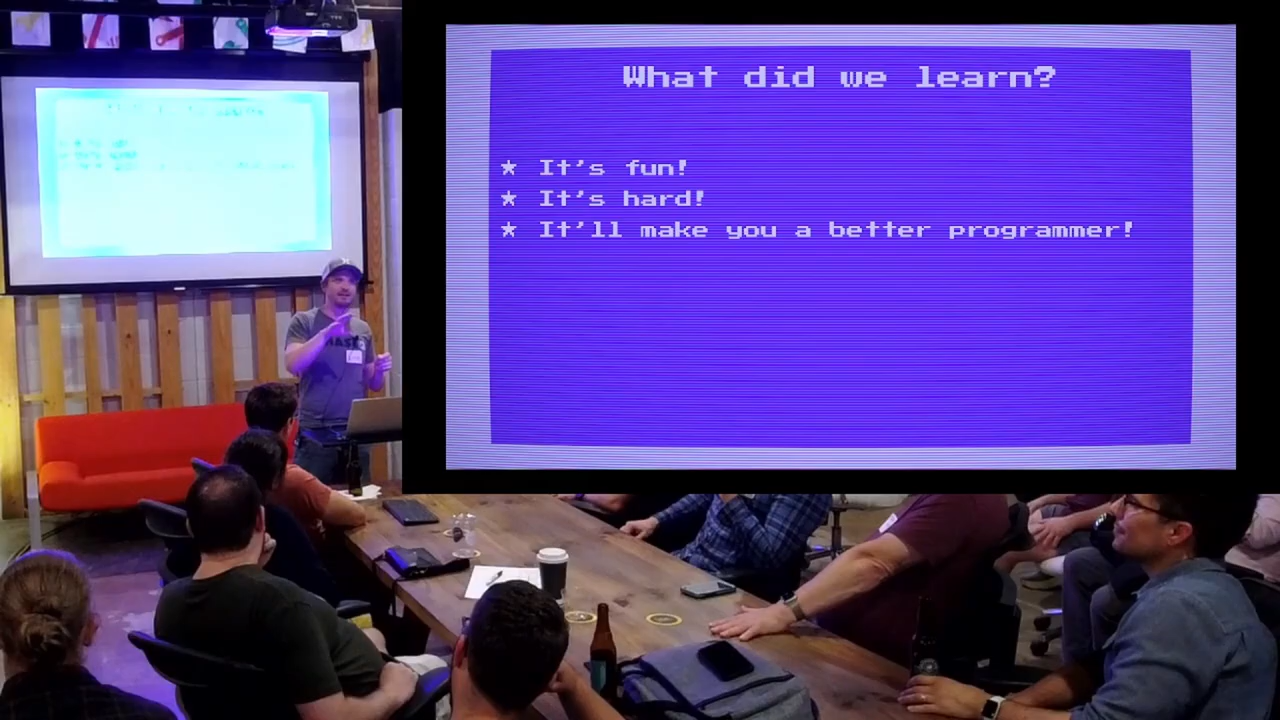 What did we learn?
★ It's fun!
★ It's hard!
★ It'll make you a better programmer!